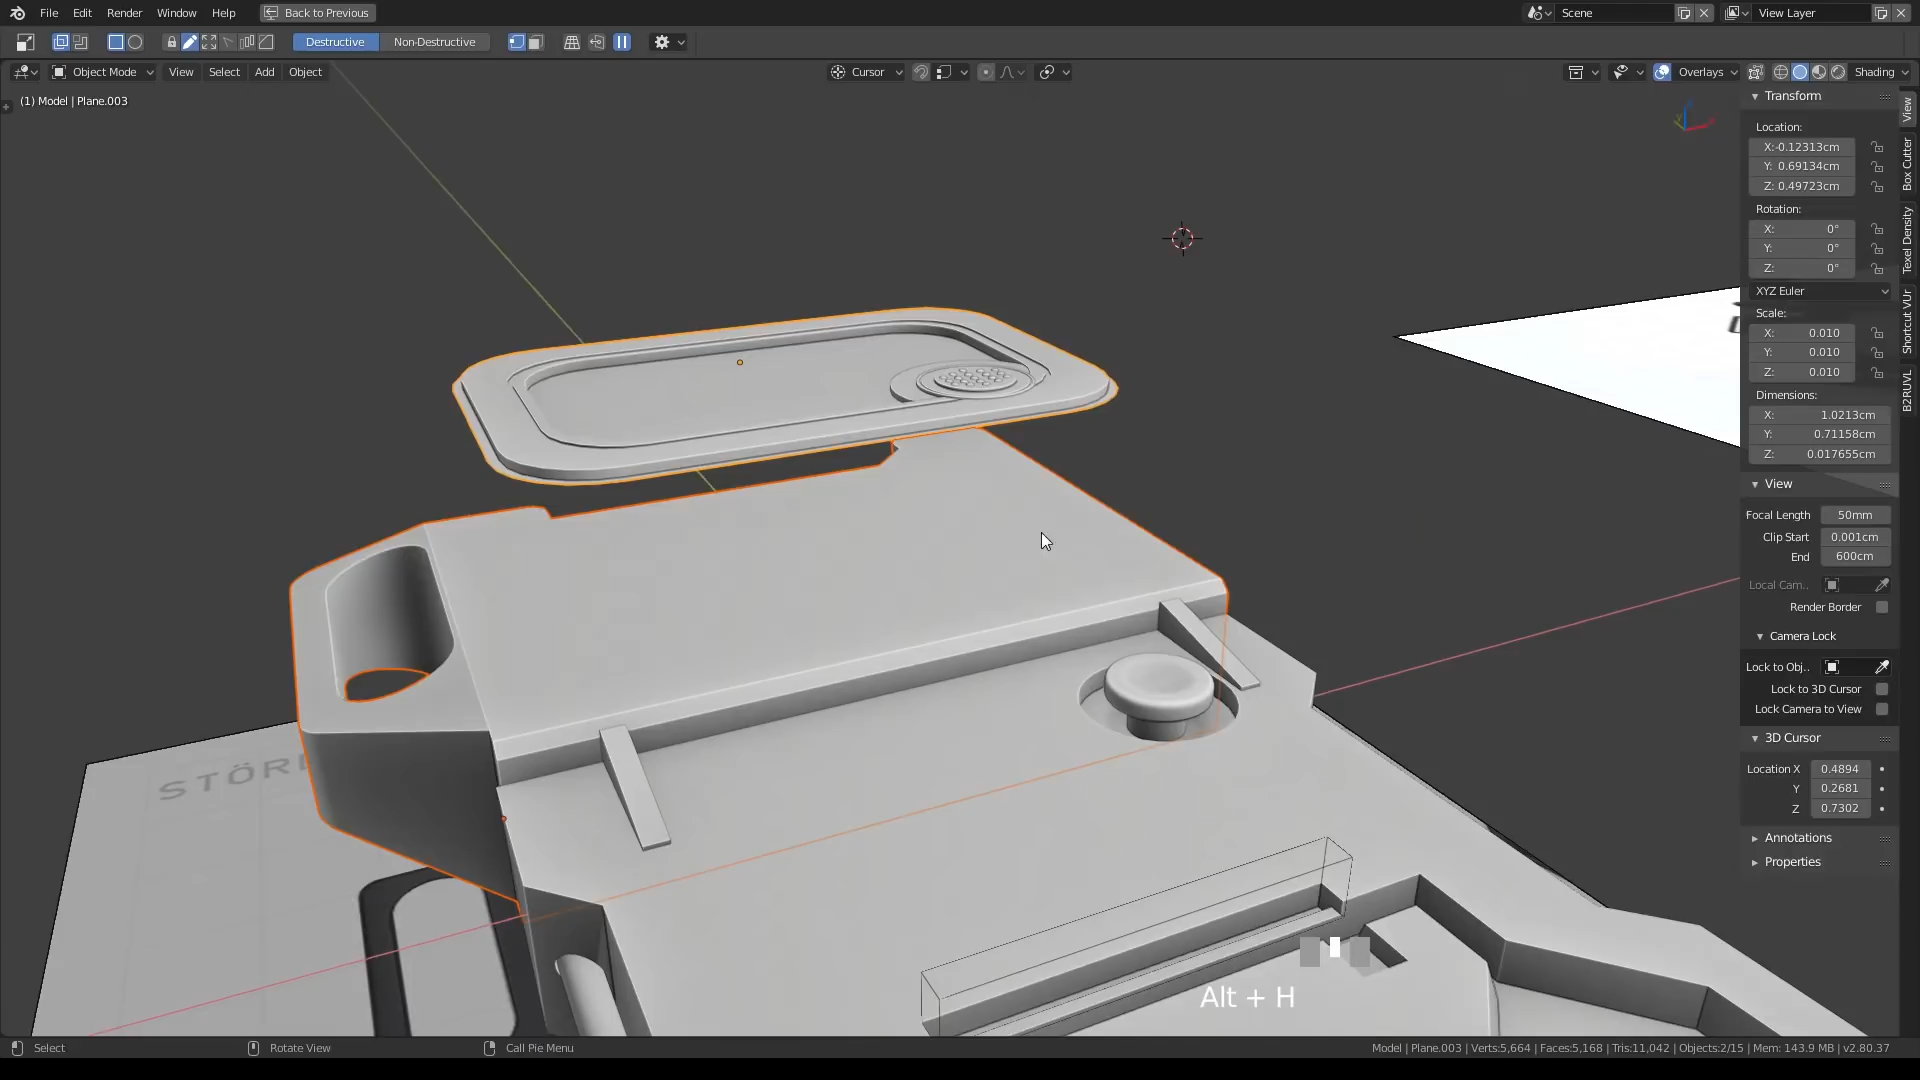 File Edit Render Window Help Back to Previous Scene View Layer
Destructive Non-Destructive
Object Mode View Select Add Object Cursor Overlays Shading
(1) Model | Plane.003
Transform
Location:
X:-0.12313cm
Y: 0.69134cm
Z: 0.49723cm
Rotation:
X: 0°
Y: 0°
Z: 0°
XYZ Euler
Scale:
X: 0.010
Y: 0.010
Z: 0.010
Dimensions:
X: 1.0213cm
Y: 0.71158cm
Z: 0.017655cm
View
Focal Length 50mm
Clip Start 0.001cm
End 600cm
Local Cam..
Render Border
Camera Lock
Lock to Obj..
Lock to 3D Cursor
Lock Camera to View
3D Cursor
Location X 0.4894
Y 0.2681
Z 0.7302
Annotations
Properties
View
Box Cutter
Texel Density
Shortcut VUr
B2RUVL
Alt + H
Select Rotate View Call Pie Menu Model | Plane.003 | Verts:5,664 | Faces:5,168 | Tris:11,042 | Objects:2/15 | Mem: 143.9 MB | v2.80.37